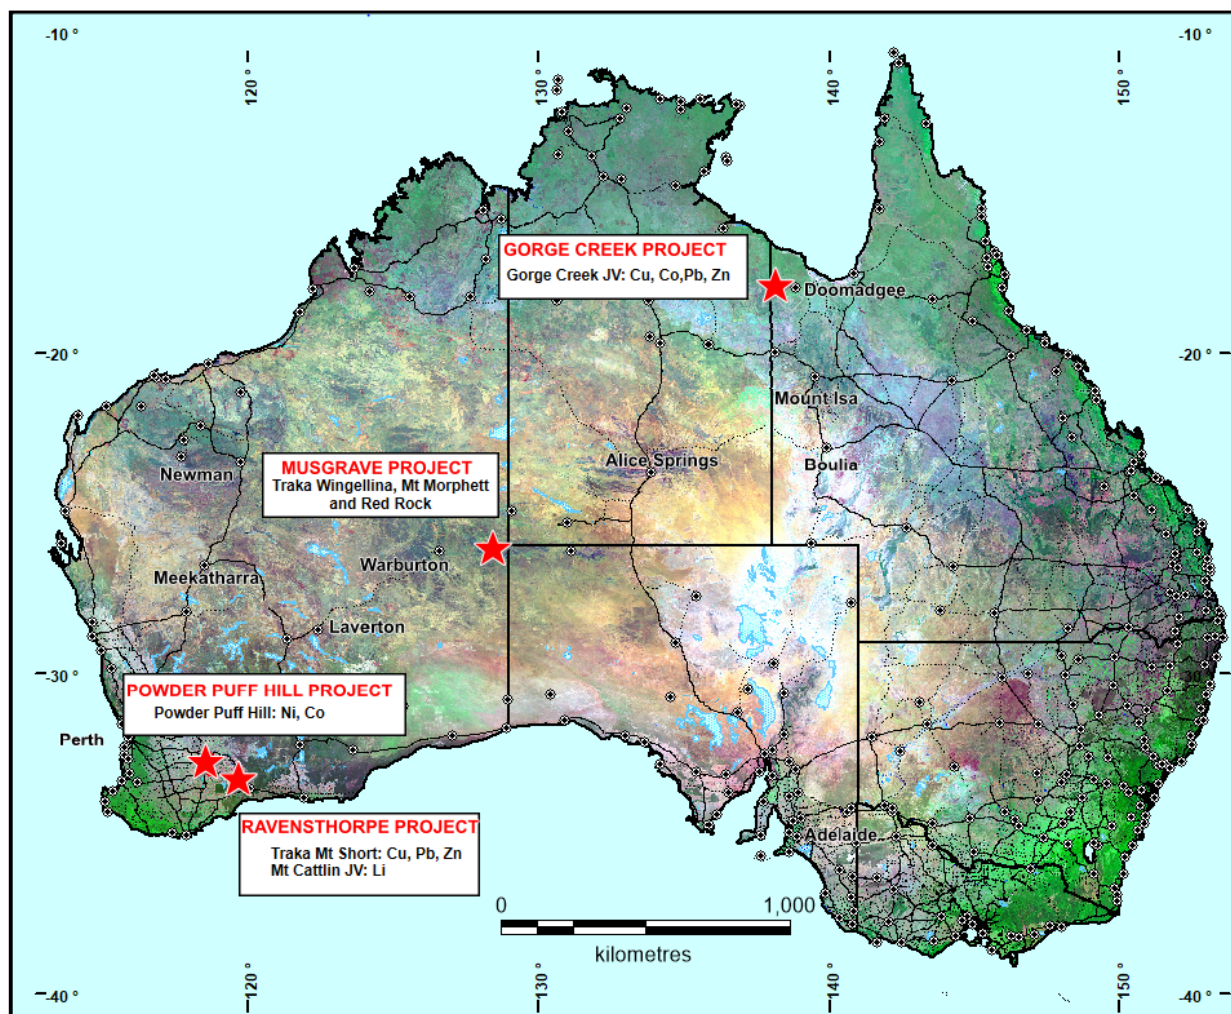 -10 °
-10 °
120 °
130 °
140 °
150 °
GORGE CREEK PROJECT
Gorge Creek JV: Cu, Co,Pb, Zn
Doomadgee
-20 °
-20 °
Mount Isa
MUSGRAVE PROJECT
Traka Wingellina, Mt Morphett
and Red Rock
Alice Springs
Boulia
Newman
Warburton
Meekatharra
Laverton
-30 °
-30 °
POWDER PUFF HILL PROJECT
Powder Puff Hill: Ni, Co
Perth
RAVENSTHORPE PROJECT
Traka Mt Short: Cu, Pb, Zn
Mt Cattlin JV: Li
Adelaide
0
1,000
kilometres
-40 °
-40 °
120 °
130 °
140 °
150 °